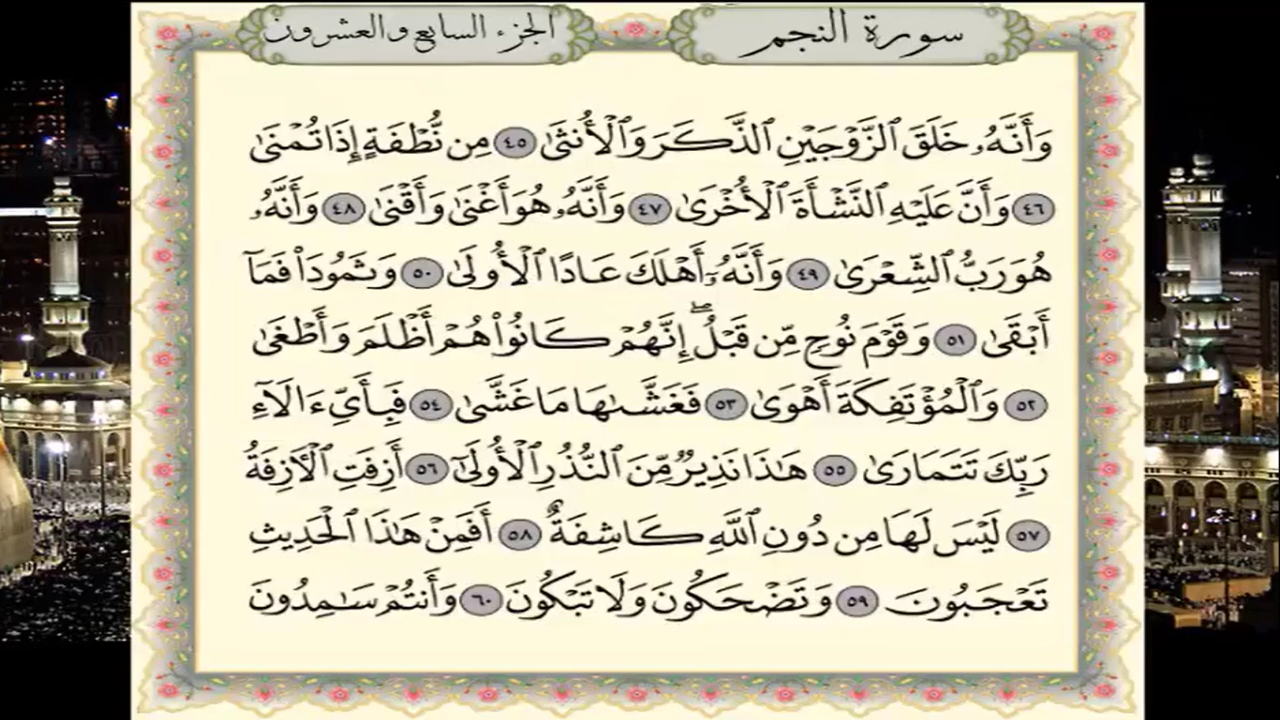 سورة النجم
الجزء السابع والعشرون
وَأَنَّهُۥ خَلَقَ ٱلزَّوْجَيْنِ ٱلذَّكَرَ وَٱلْأُنثَىٰ ٤٥ مِن نُّطْفَةٍ إِذَا تُمْنَىٰ
٤٦ وَأَنَّ عَلَيْهِ ٱلنَّشْأَةَ ٱلْأُخْرَىٰ ٤٧ وَأَنَّهُۥ هُوَ أَغْنَىٰ وَأَقْنَىٰ ٤٨ وَأَنَّهُۥ
هُوَ رَبُّ ٱلشِّعْرَىٰ ٤٩ وَأَنَّهُۥٓ أَهْلَكَ عَادًا ٱلْأُولَىٰ ٥٠ وَثَمُودَا۟ فَمَآ
أَبْقَىٰ ٥١ وَقَوْمَ نُوحٍ مِّن قَبْلُ ۖ إِنَّهُمْ كَانُوا۟ هُمْ أَظْلَمَ وَأَطْغَىٰ
٥٢ وَٱلْمُؤْتَفِكَةَ أَهْوَىٰ ٥٣ فَغَشَّىٰهَا مَا غَشَّىٰ ٥٤ فَبِأَىِّ ءَالَآءِ
رَبِّكَ تَتَمَارَىٰ ٥٥ هَٰذَا نَذِيرٌ مِّنَ ٱلنُّذُرِ ٱلْأُولَىٰٓ ٥٦ أَزِفَتِ ٱلْءَازِفَةُ
٥٧ لَيْسَ لَهَا مِن دُونِ ٱللَّهِ كَاشِفَةٌ ٥٨ أَفَمِنْ هَٰذَا ٱلْحَدِيثِ
تَعْجَبُونَ ٥٩ وَتَضْحَكُونَ وَلَا تَبْكُونَ ٦٠ وَأَنتُمْ سَٰمِدُونَ